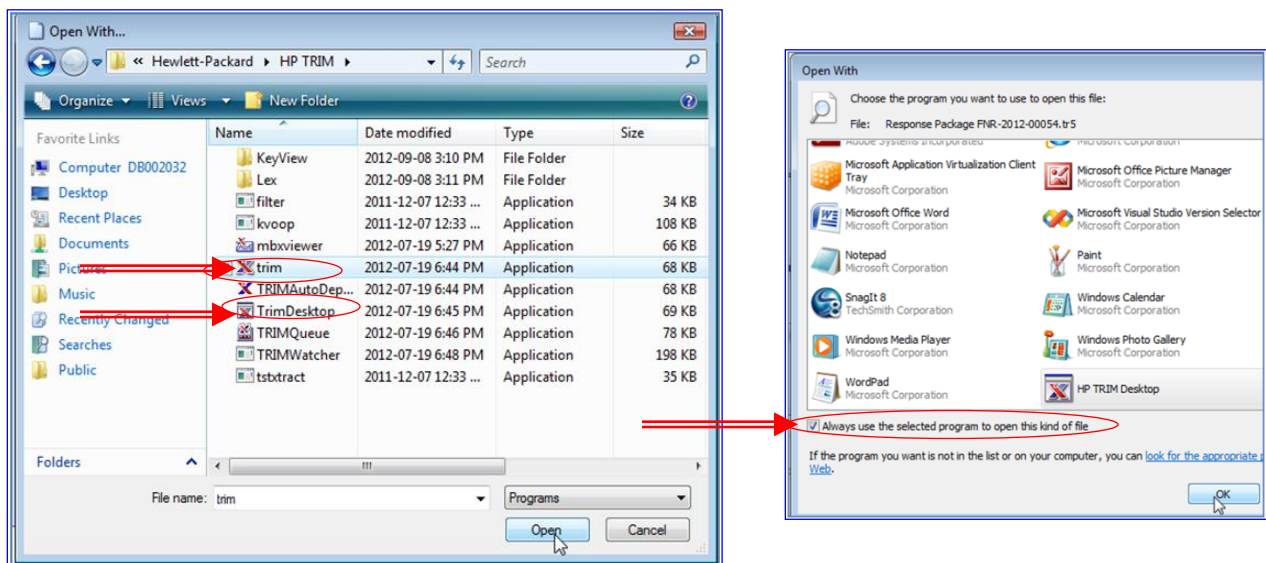 Open With...
« Hewlett-Packard HP TRIM Search
Organize Views New Folder
Favorite Links
Computer DB002032
Desktop
Recent Places
Documents
Pictures
Music
Recently Changed
Searches
Public
Folders
Name Date modified Type Size
KeyView 2012-09-08 3:10 PM File Folder
Lex 2012-09-08 3:11 PM File Folder
filter 2011-12-07 12:33 ... Application 34 KB
kvoop 2011-12-07 12:33 ... Application 108 KB
mbxviewer 2012-07-19 5:27 PM Application 66 KB
trim 2012-07-19 6:44 PM Application 68 KB
TRIMAutoDep... 2012-07-19 6:44 PM Application 68 KB
TrimDesktop 2012-07-19 6:45 PM Application 69 KB
TRIMQueue 2012-07-19 6:46 PM Application 78 KB
TRIMWatcher 2012-07-19 6:48 PM Application 198 KB
tstxtract 2011-12-07 12:33 ... Application 35 KB
File name: trim Programs
Open Cancel
Open With
Choose the program you want to use to open this file:
File: Response Package FNR-2012-00054.tr5
Adobe Systems Incorporated
Microsoft Corporation
Microsoft Application Virtualization Client
Tray
Microsoft Corporation
Microsoft Office Picture Manager
Microsoft Corporation
Microsoft Office Word
Microsoft Corporation
Microsoft Visual Studio Version Selector
Microsoft Corporation
Notepad
Microsoft Corporation
Paint
Microsoft Corporation
SnagIt 8
TechSmith Corporation
Windows Calendar
Microsoft Corporation
Windows Media Player
Microsoft Corporation
Windows Photo Gallery
Microsoft Corporation
WordPad
Microsoft Corporation
HP TRIM Desktop
Always use the selected program to open this kind of file
If the program you want is not in the list or on your computer, you can look for the appropriate
Web.
OK